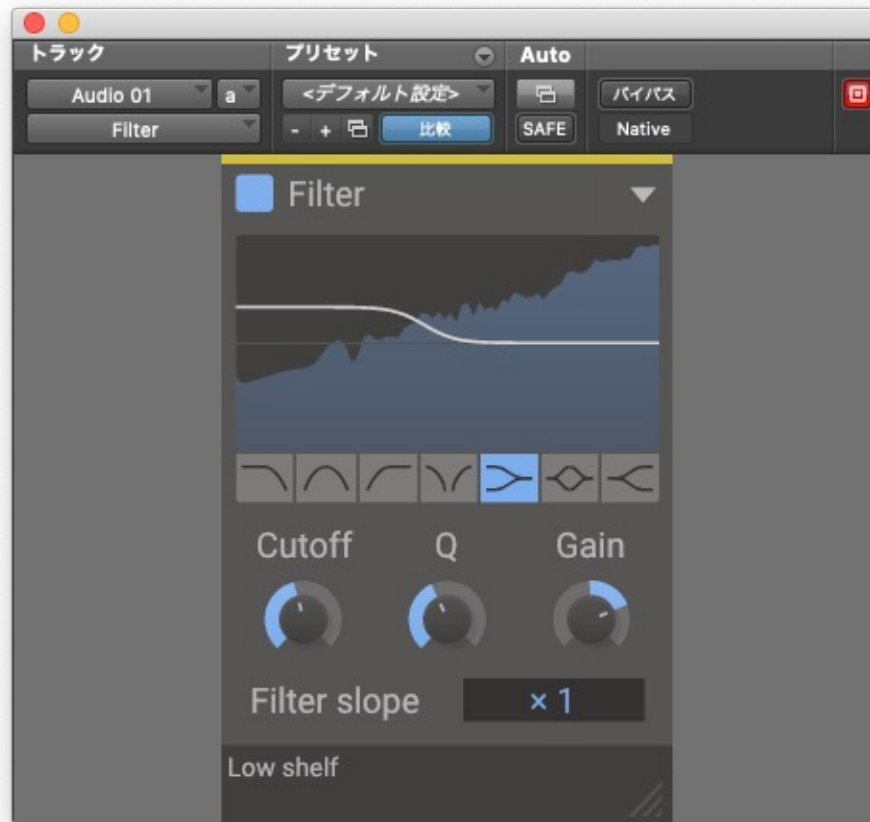 トラック プリセット Auto
Audio 01 a <デフォルト設定> バイパス
Filter - + 比較 SAFE Native
Filter
Cutoff Q Gain
Filter slope × 1
Low shelf